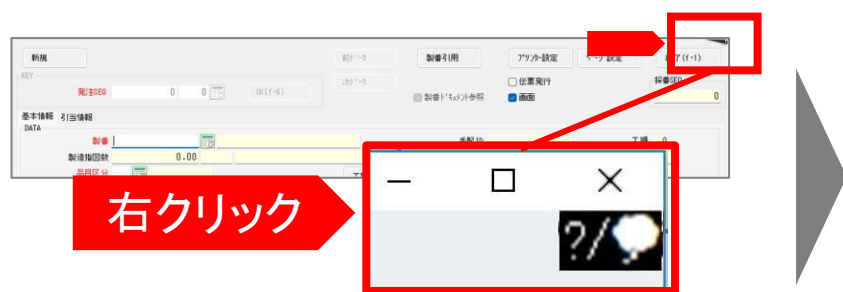 新規
前ﾃﾞｰﾀ
製番引用
ﾌﾟﾘﾝﾀｰ設定
ﾍﾟｰｼﾞ設定
(f･1)
KEY
発注SEQ 0 0
OK(f･6)
次ﾃﾞｰﾀ
製番ﾄﾞｷｭﾒﾝﾄ参照
伝票発行
画面
採番SEQ
0
基本情報 引当情報
DATA
製番
手配ID
工順 0
製造指図数 0.00
品目区分
右クリック
?/